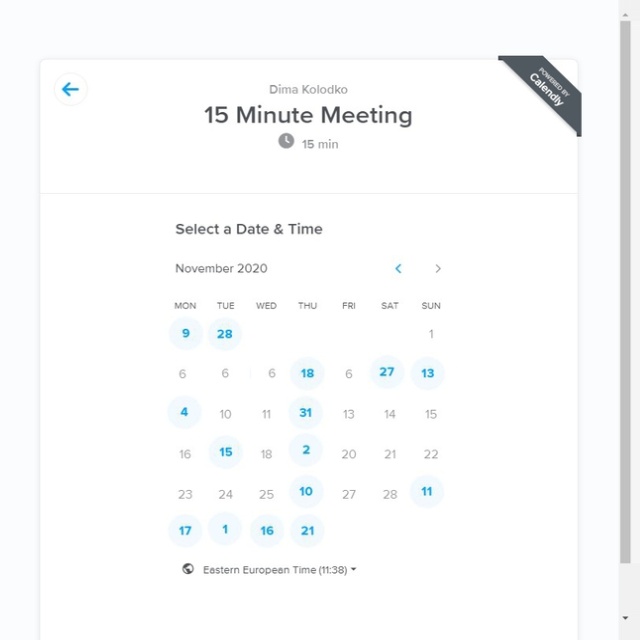 POWERED BY
Calendly
Dima Kolodko
15 Minute Meeting
15 min
Select a Date & Time
November 2020
MON TUE WED THU FRI SAT SUN
9 28 1
6 6 6 18 6 27 13
4 10 11 31 13 14 15
16 15 18 2 20 21 22
23 24 25 10 27 28 11
17 1 16 21
Eastern European Time (11:38)